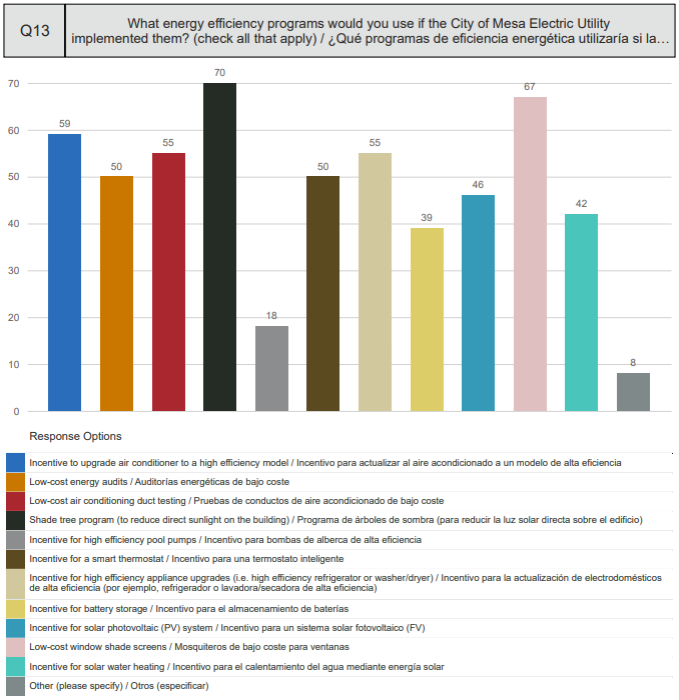 Q13
What energy efficiency programs would you use if the City of Mesa Electric Utility
implemented them? (check all that apply) / ¿Qué programas de eficiencia energética utilizaría si la…
70
60
50
40
30
20
10
0
59
50
55
70
18
50
55
39
46
67
42
8
Response Options
Incentive to upgrade air conditioner to a high efficiency model / Incentivo para actualizar al aire acondicionado a un modelo de alta eficiencia
Low-cost energy audits / Auditorías energéticas de bajo coste
Low-cost air conditioning duct testing / Pruebas de conductos de aire acondicionado de bajo coste
Shade tree program (to reduce direct sunlight on the building) / Programa de árboles de sombra (para reducir la luz solar directa sobre el edificio)
Incentive for high efficiency pool pumps / Incentivo para bombas de alberca de alta eficiencia
Incentive for a smart thermostat / Incentivo para una termostato inteligente
Incentive for high efficiency appliance upgrades (i.e. high efficiency refrigerator or washer/dryer) / Incentivo para la actualización de electrodomésticos
de alta eficiencia (por ejemplo, refrigerador o lavadora/secadora de alta eficiencia)
Incentive for battery storage / Incentivo para el almacenamiento de baterías
Incentive for solar photovoltaic (PV) system / Incentivo para un sistema solar fotovoltaico (FV)
Low-cost window shade screens / Mosquiteros de bajo coste para ventanas
Incentive for solar water heating / Incentivo para el calentamiento del agua mediante energía solar
Other (please specify) / Otros (especificar)